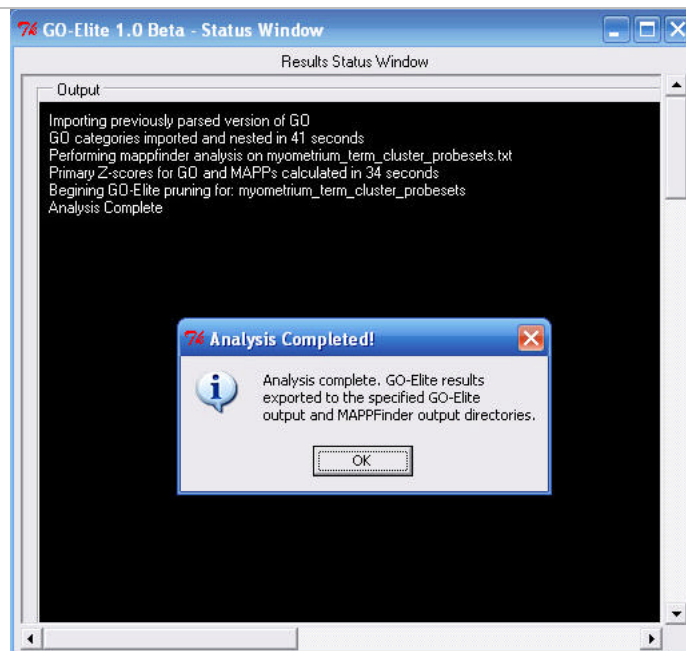 GO-Elite 1.0 Beta - Status Window
Results Status Window
Output
Importing previously parsed version of GO
GO categories imported and nested in 41 seconds
Performing mappfinder analysis on myometrium_term_cluster_probesets.txt
Primary Z-scores for GO and MAPPs calculated in 34 seconds
Begining GO-Elite pruning for: myometrium_term_cluster_probesets
Analysis Complete
Analysis Completed!
Analysis complete. GO-Elite results
exported to the specified GO-Elite
output and MAPPFinder output directories.
OK